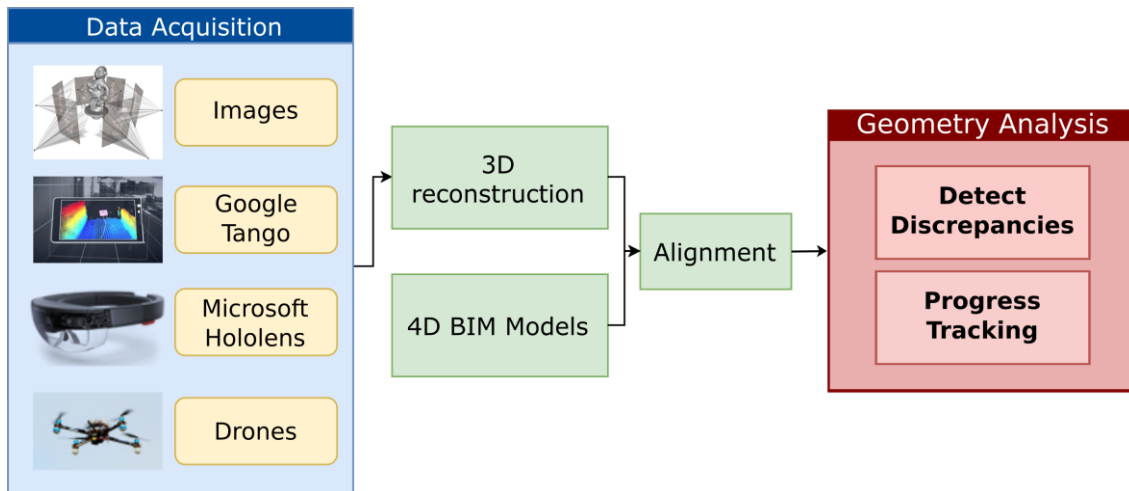 Data Acquisition
Images
Google
Tango
Microsoft
Hololens
Drones
3D
reconstruction
4D BIM Models
Alignment
Geometry Analysis
Detect
Discrepancies
Progress
Tracking